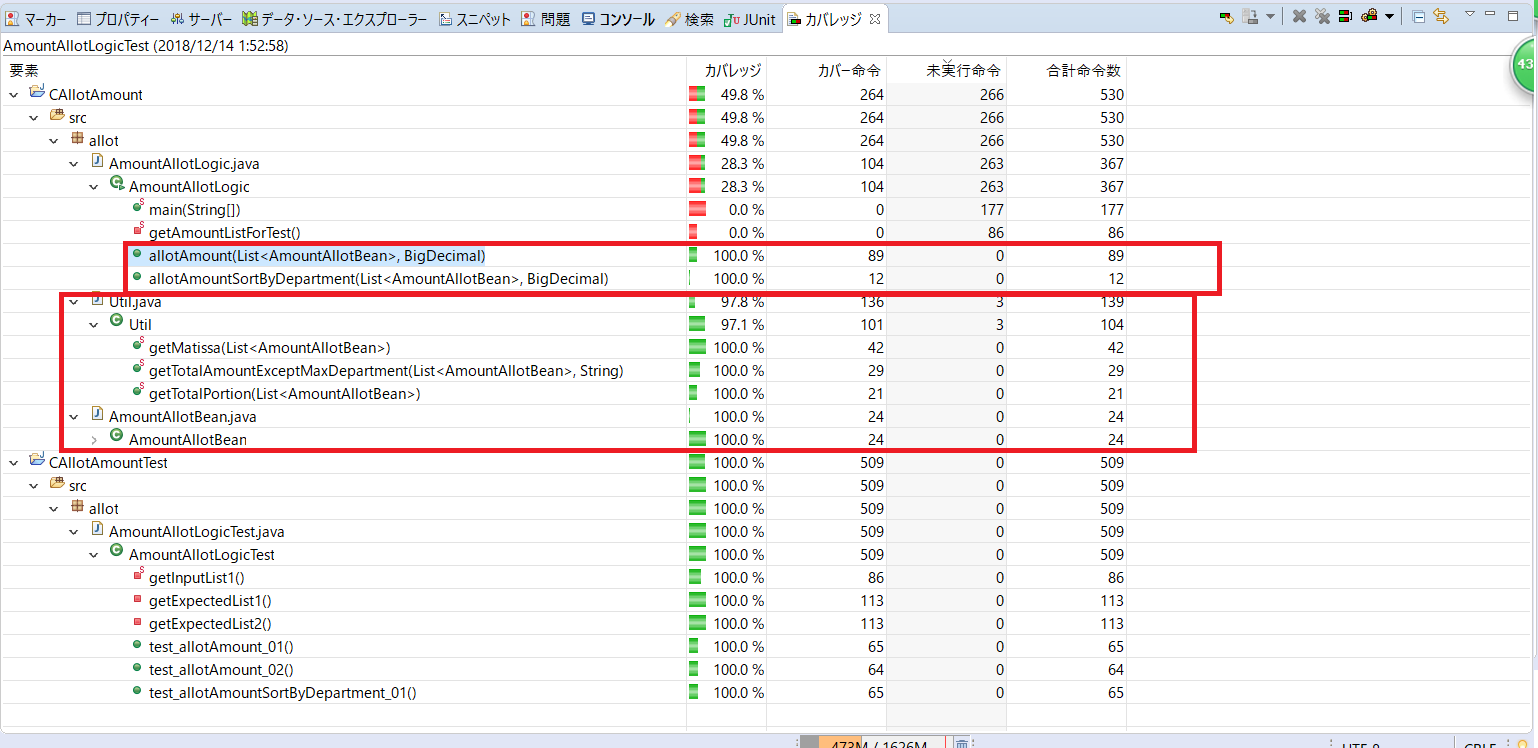 マーカー プロパティー サーバー データ・ソース・エクスプローラー スニペット 問題 コンソール 検索 JUnit カバレッジ
AmountAllotLogicTest (2018/12/14 1:52:58)
要素 カバレッジ カバー命令 未実行命令 合計命令数
43
CAllotAmount 49.8 % 264 266 530
src 49.8 % 264 266 530
allot 49.8 % 264 266 530
AmountAllotLogic.java 28.3 % 104 263 367
AmountAllotLogic 28.3 % 104 263 367
main(String[]) 0.0 % 0 177 177
getAmountListForTest() 0.0 % 0 86 86
allotAmount(List<AmountAllotBean>, BigDecimal) 100.0 % 89 0 89
allotAmountSortByDepartment(List<AmountAllotBean>, BigDecimal) 100.0 % 12 0 12
Util.java 97.8 % 136 3 139
Util 97.1 % 101 3 104
getMatissa(List<AmountAllotBean>) 100.0 % 42 0 42
getTotalAmountExceptMaxDepartment(List<AmountAllotBean>, String) 100.0 % 29 0 29
getTotalPortion(List<AmountAllotBean>) 100.0 % 21 0 21
AmountAllotBean.java 100.0 % 24 0 24
AmountAllotBean 100.0 % 24 0 24
CAllotAmountTest 100.0 % 509 0 509
src 100.0 % 509 0 509
allot 100.0 % 509 0 509
AmountAllotLogicTest.java 100.0 % 509 0 509
AmountAllotLogicTest 100.0 % 509 0 509
getInputList1() 100.0 % 86 0 86
getExpectedList1() 100.0 % 113 0 113
getExpectedList2() 100.0 % 113 0 113
test_allotAmount_01() 100.0 % 65 0 65
test_allotAmount_02() 100.0 % 64 0 64
test_allotAmountSortByDepartment_01() 100.0 % 65 0 65
473M / 1626M UTF-8 CRLF